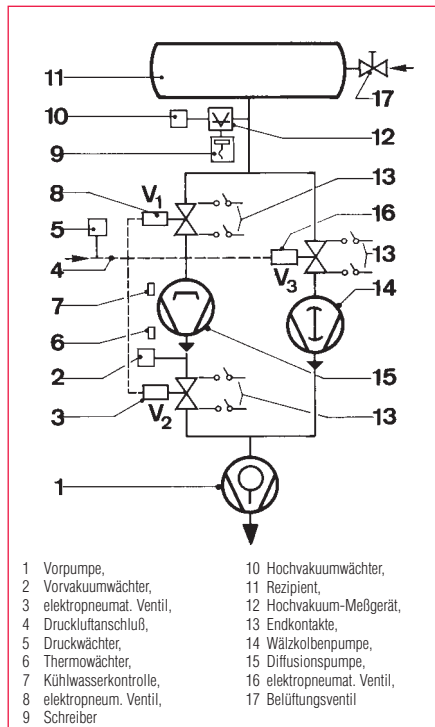 11
17
10
12
9
13
8
V1
16
5
13
4
V3
14
7
6
2
15
3
V2
13
1
1 Vorpumpe,
2 Vorvakuumwächter,
3 elektropneumat. Ventil,
4 Druckluftanschluß,
5 Druckwächter,
6 Thermowächter,
7 Kühlwasserkontrolle,
8 elektropneum. Ventil,
9 Schreiber
10 Hochvakuumwächter,
11 Rezipient,
12 Hochvakuum-Meßgerät,
13 Endkontakte,
14 Wälzkolbenpumpe,
15 Diffusionspumpe,
16 elektropneumat. Ventil,
17 Belüftungsventil